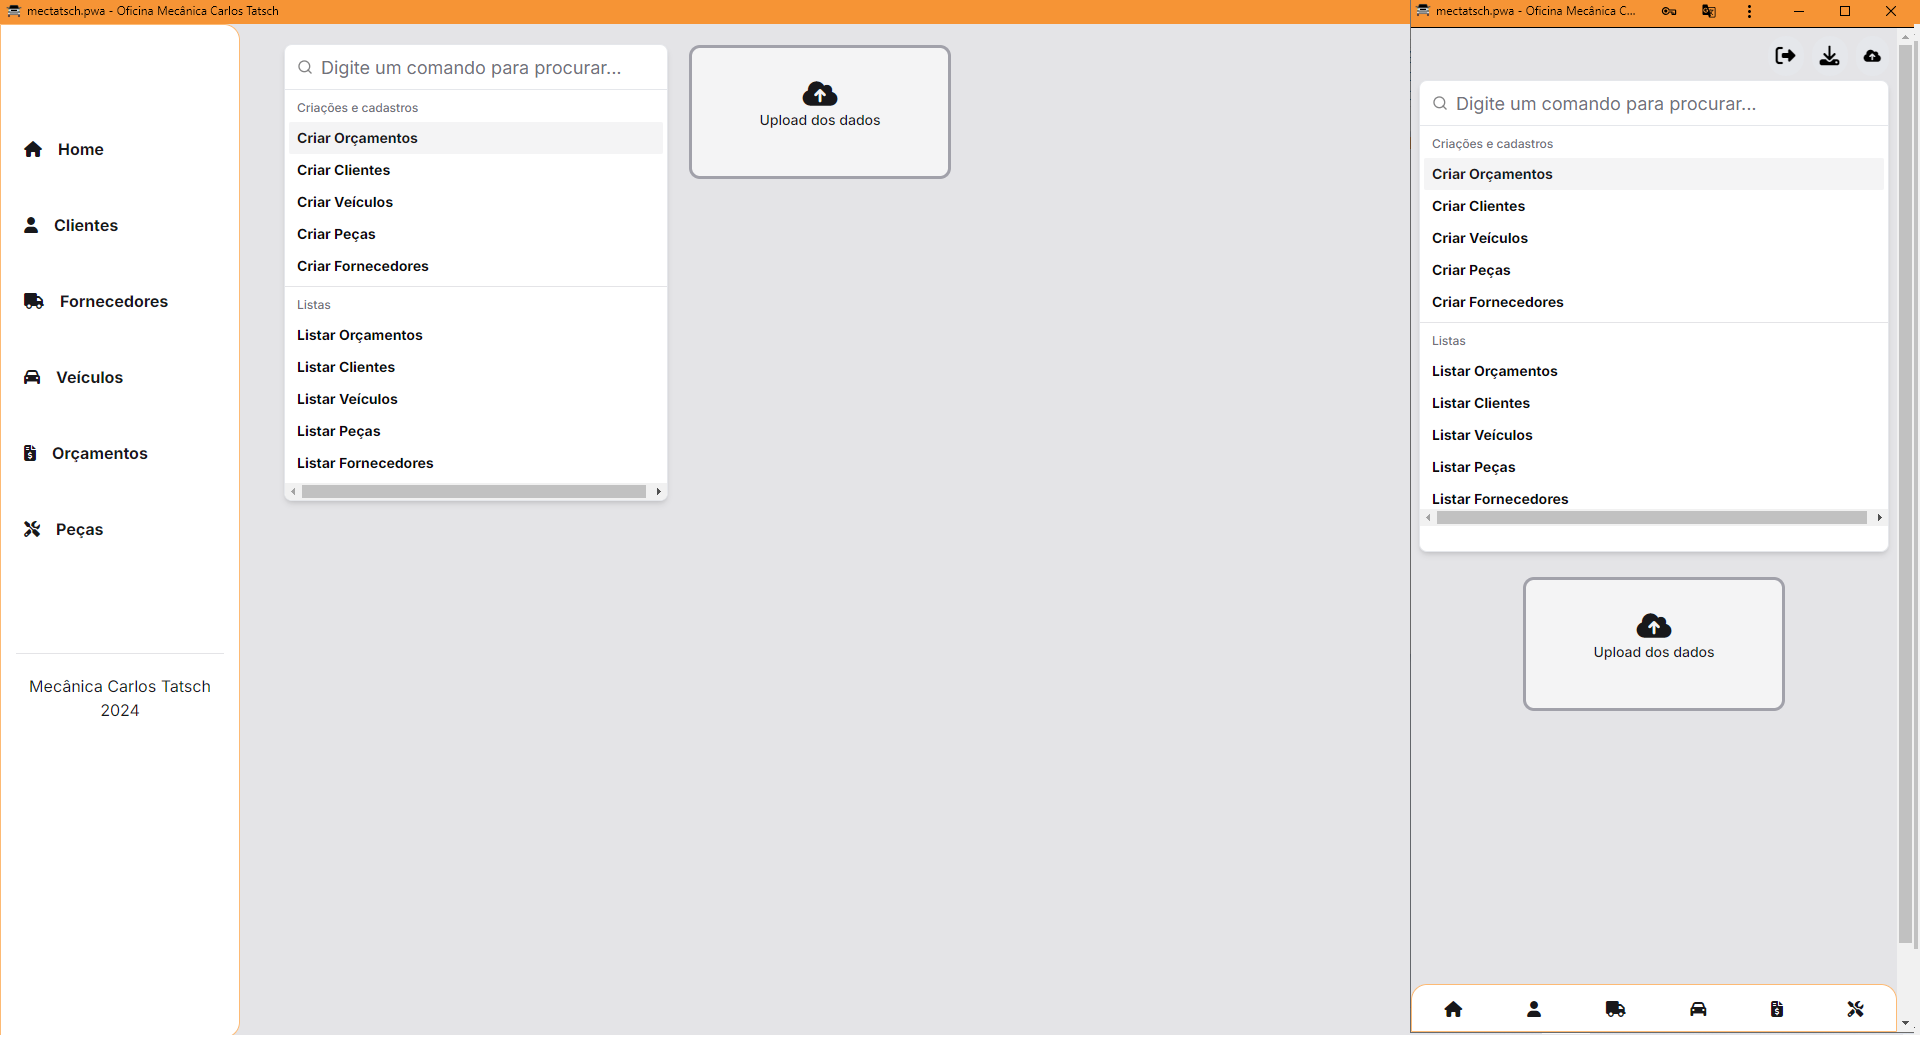 mectatsch.pwa - Oficina Mecânica Carlos Tatsch
Home
Clientes
Fornecedores
Veículos
Orçamentos
Peças
Mecânica Carlos Tatsch
2024
Digite um comando para procurar...
Criações e cadastros
Criar Orçamentos
Criar Clientes
Criar Veículos
Criar Peças
Criar Fornecedores
Listas
Listar Orçamentos
Listar Clientes
Listar Veículos
Listar Peças
Listar Fornecedores
Upload dos dados
mectatsch.pwa - Oficina Mecânica C...
Digite um comando para procurar...
Criações e cadastros
Criar Orçamentos
Criar Clientes
Criar Veículos
Criar Peças
Criar Fornecedores
Listas
Listar Orçamentos
Listar Clientes
Listar Veículos
Listar Peças
Listar Fornecedores
Upload dos dados